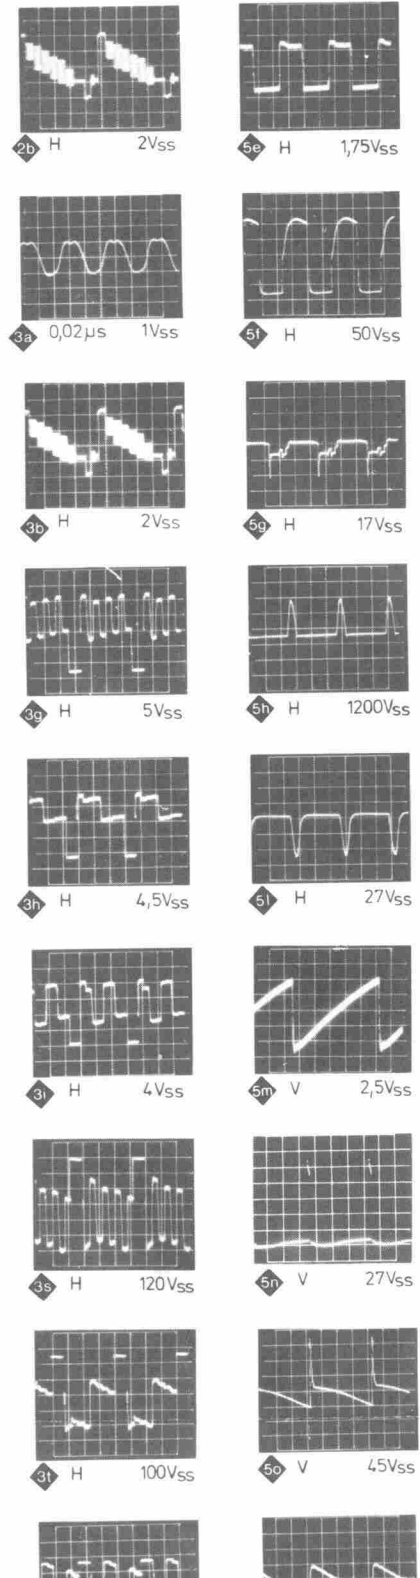 2b H 2Vss
5e H 1,75Vss
3a 0,02µs 1Vss
5f H 50Vss
3b H 2Vss
5g H 17Vss
3g H 5Vss
5h H 1200Vss
3h H 4,5Vss
5l H 27Vss
3i H 4Vss
5m V 2,5Vss
3s H 120Vss
5n V 27Vss
3t H 100Vss
5o V 45Vss